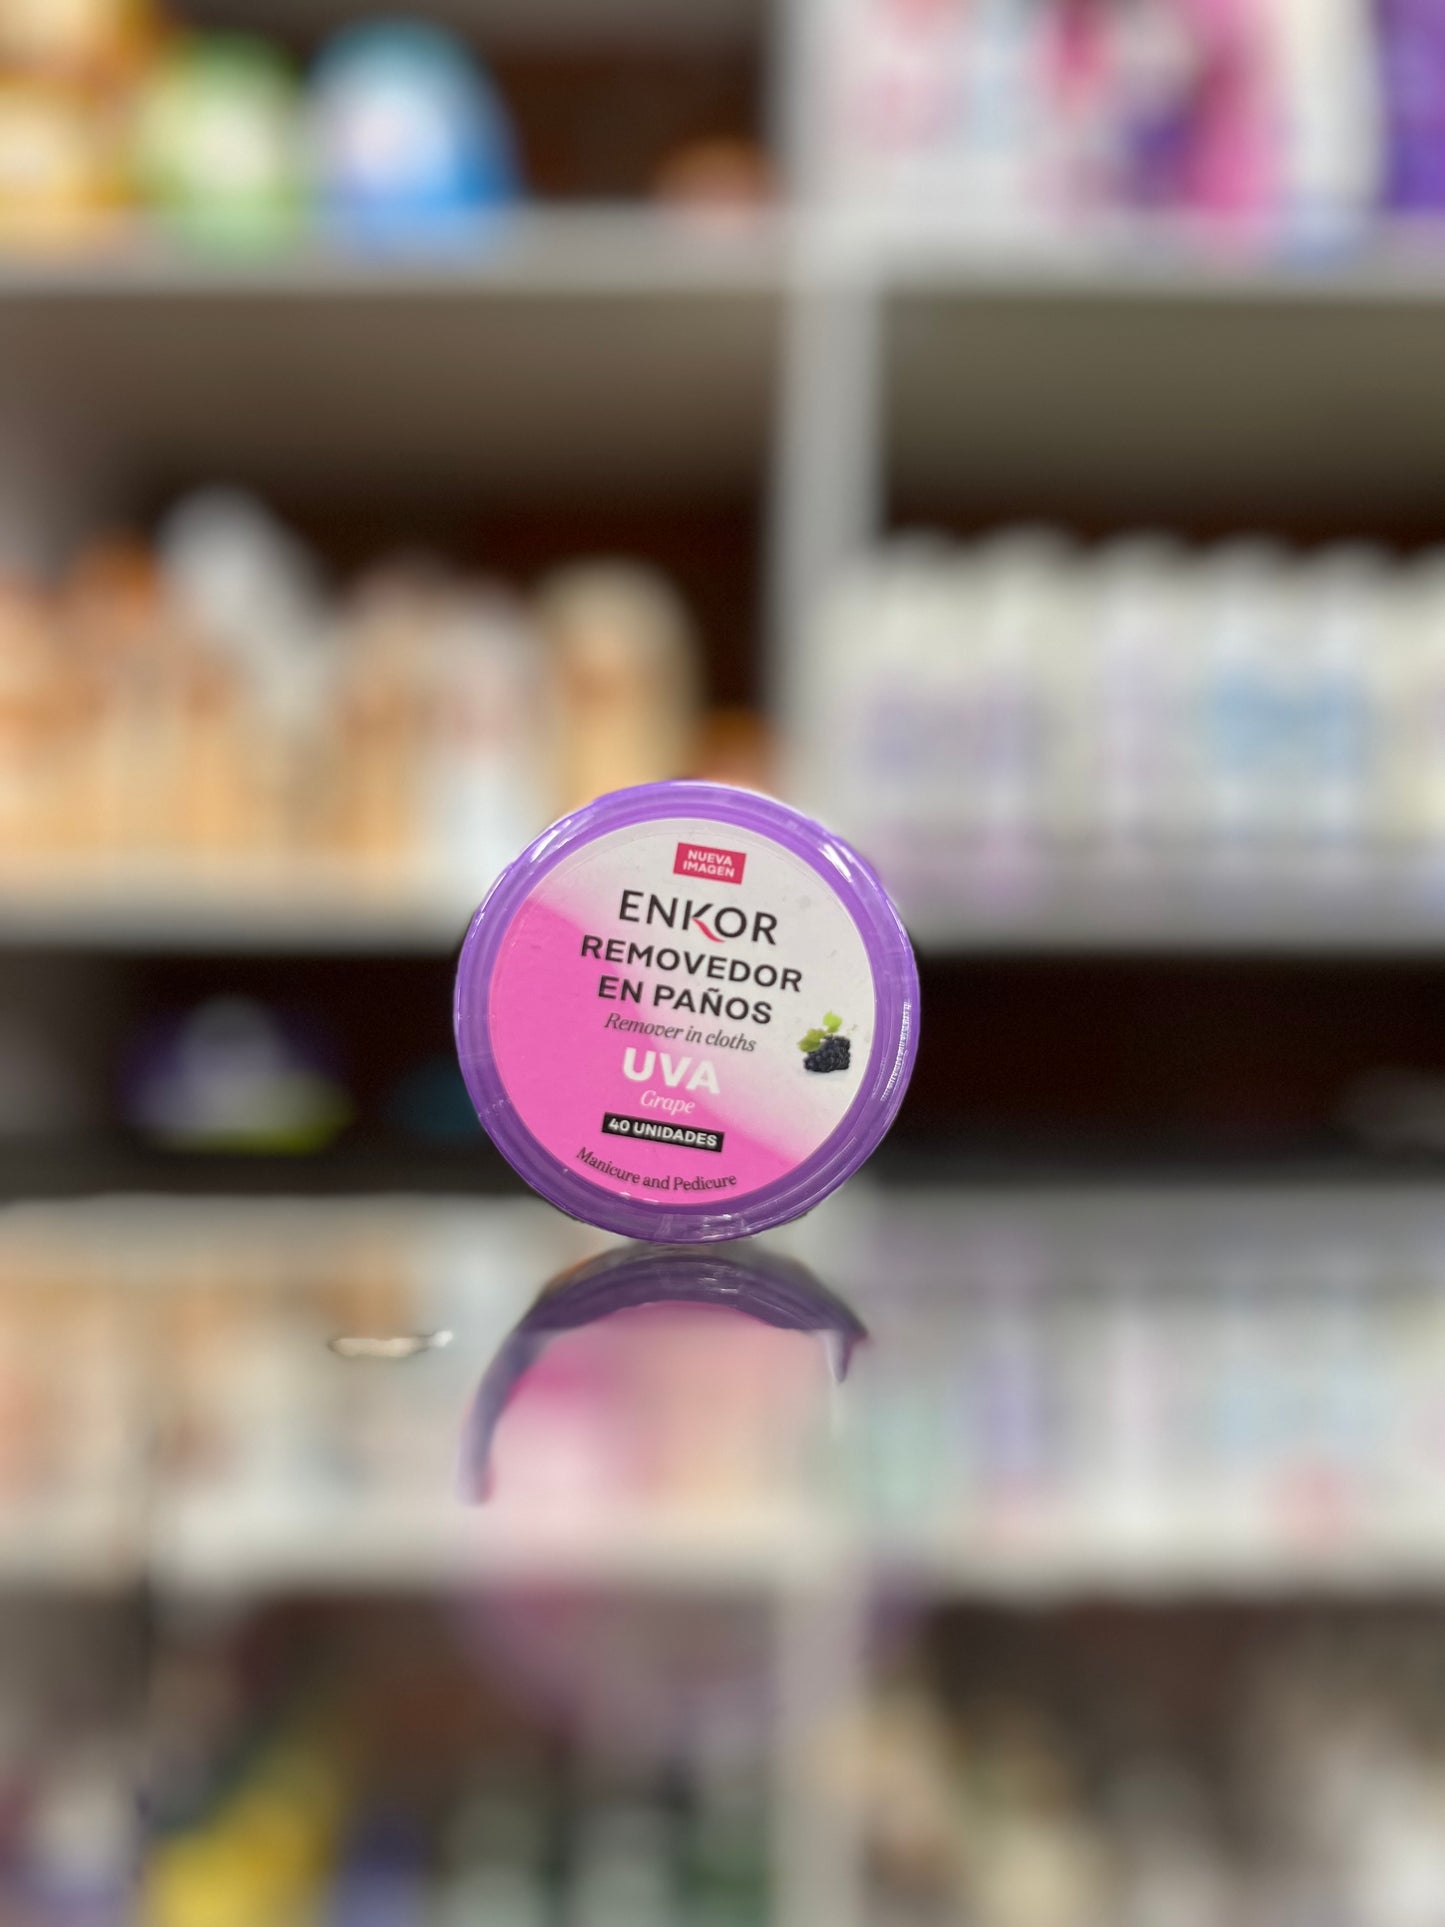 NUEVA
IMAGEN
ENKOR
REMOVEDOR
EN PAÑOS
Remover in cloths
UVA
Grape
40 UNIDADES
Manicure and Pedicure